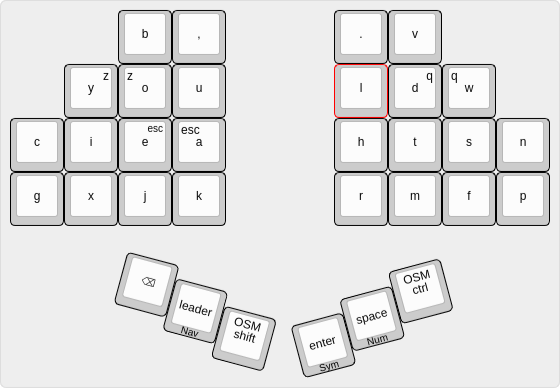 b , . v
z z q q
y o u l d w
esc esc
c i e a h t s n
g x j k r m f p
⌫
leader
Nav
OSM
shift
enter
Sym
space
Num
OSM
ctrl